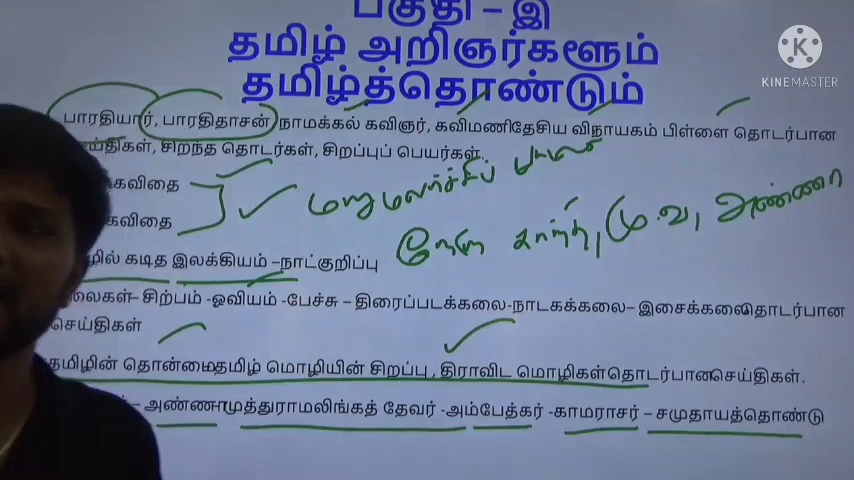 பகுதி – இ
தமிழ் அறிஞர்களும்
தமிழ்த்தொண்டும்
K
KINEMASTER
பாரதியார், பாரதிதாசன் நாமக்கல் கவிஞர், கவிமணிதேசிய விநாயகம் பிள்ளை தொடர்பான
சிறந்த தொடர்கள், சிறப்புப் பெயர்கள்.
கவிதை
மறுமலர்ச்சிப்
கவிதை
நேரு காந்தி, மு.வ, அண்ணா
கடித இலக்கியம் –நாட்குறிப்பு
சிற்பம் -ஓவியம் -பேச்சு – திரைப்படக்கலை-நாடகக்கலை– இசைக்கலைதொடர்பான
செய்திகள்
தமிழின் தொன்மைதமிழ் மொழியின் சிறப்பு , திராவிட மொழிகள்தொடர்பானசெய்திகள்.
– அண்ணாமுத்துராமலிங்கத் தேவர் -அம்பேத்கர் -காமராசர் – சமுதாயத்தொண்டு